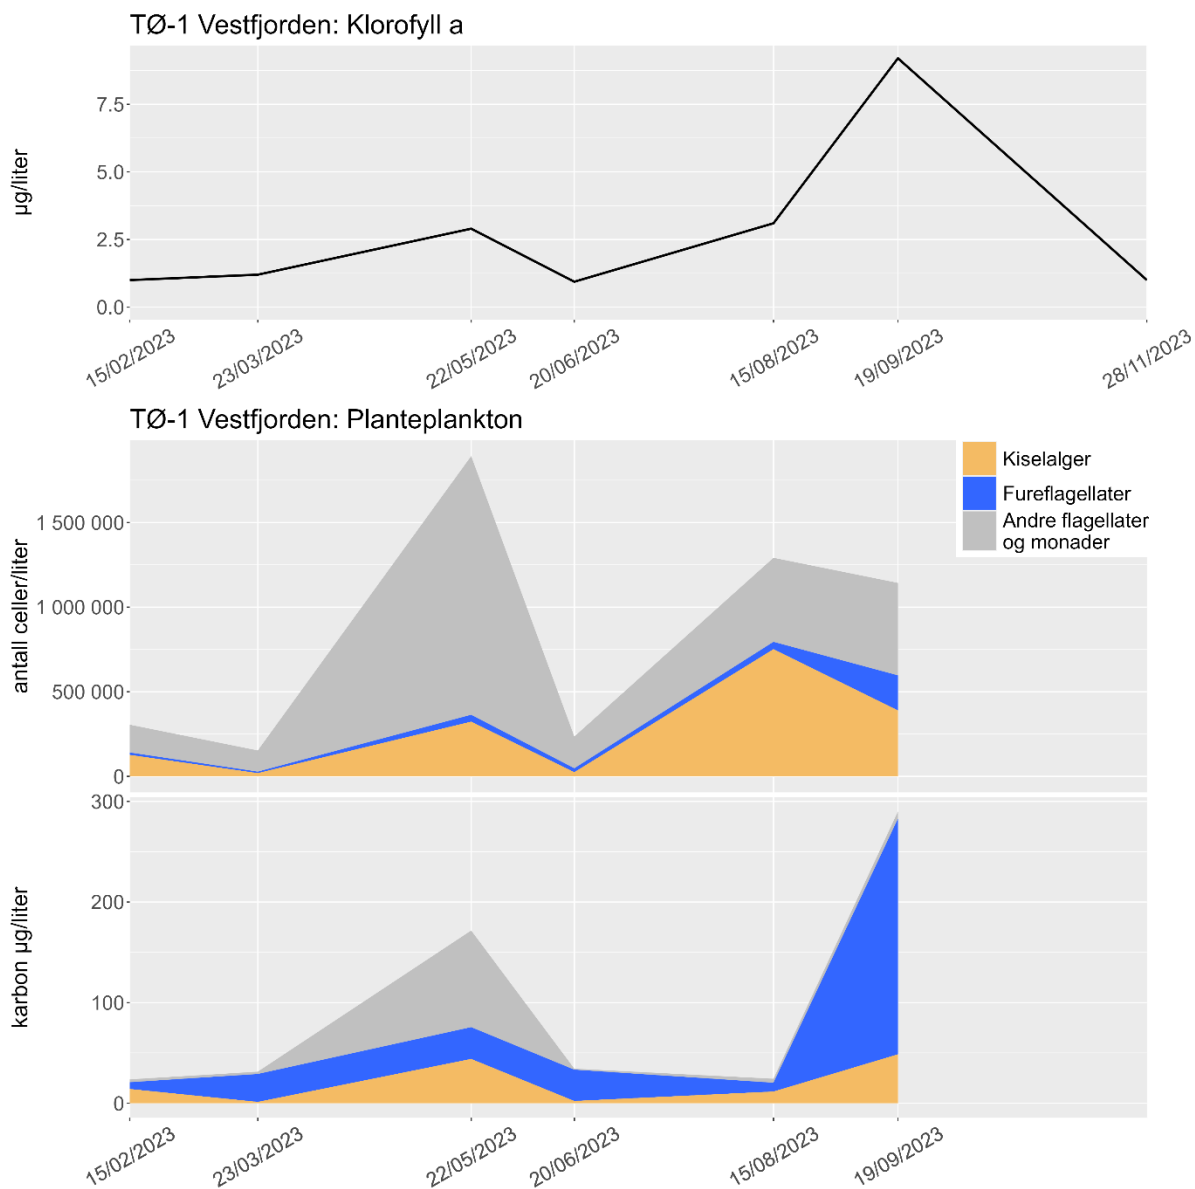 TØ-1 Vestfjorden: Klorofyll a
µg/liter
7.5
5.0
2.5
0.0
15/02/2023
23/03/2023
22/05/2023
20/06/2023
15/08/2023
19/09/2023
28/11/2023
TØ-1 Vestfjorden: Planteplankton
Kiselalger
Fureflagellater
Andre flagellater
og monader
antall celler/liter
1 500 000
1 000 000
500 000
0
karbon µg/liter
300
200
100
0
15/02/2023
23/03/2023
22/05/2023
20/06/2023
15/08/2023
19/09/2023